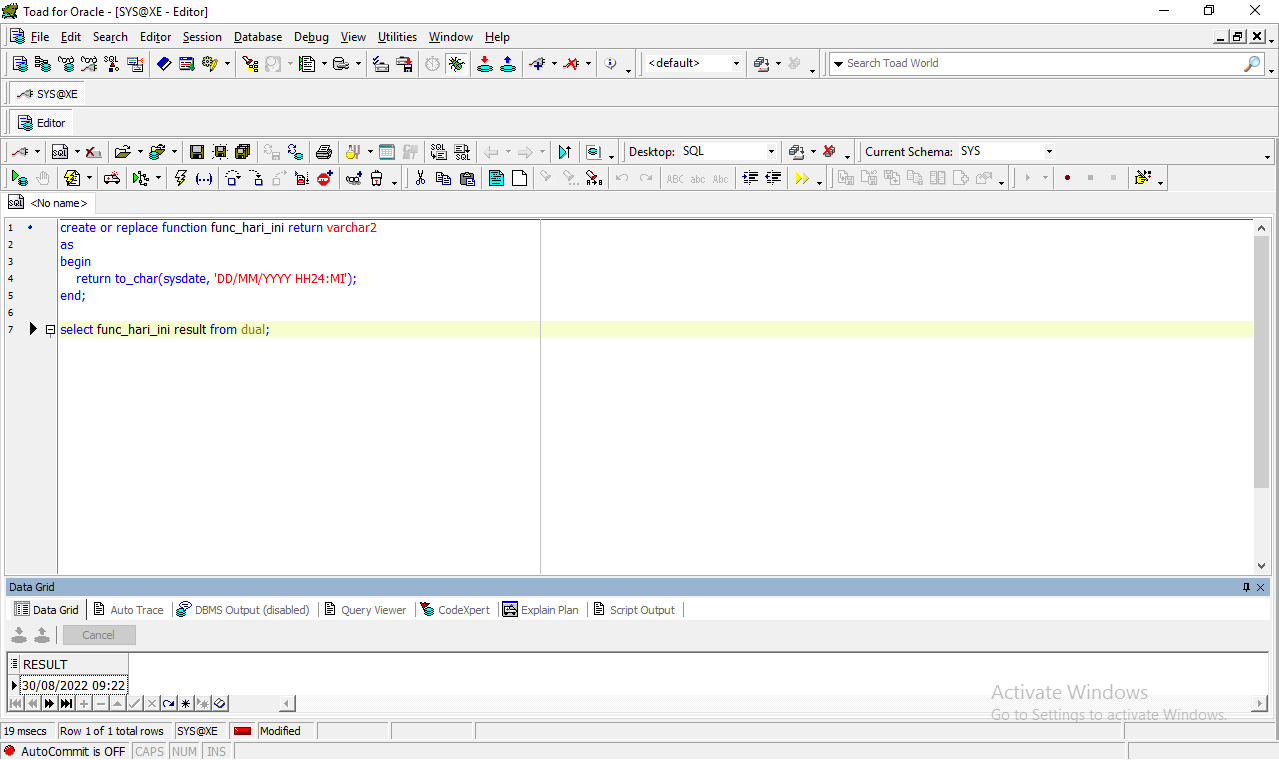 Toad for Oracle - [SYS@XE - Editor]
File Edit Search Editor Session Database Debug View Utilities Window Help
<default> Search Toad World
SYS@XE
Editor
SQL Desktop: SQL Current Schema: SYS
ABC abc Abc
SQL <No name>
1 create or replace function func_hari_ini return varchar2
2 as
3 begin
4 return to_char(sysdate, 'DD/MM/YYYY HH24:MI');
5 end;
6
7 select func_hari_ini result from dual;
Data Grid
Data Grid Auto Trace DBMS Output (disabled) Query Viewer CodeXpert Explain Plan Script Output
Cancel
RESULT
30/08/2022 09:22
Activate Windows
Go to Settings to activate Windows.
19 msecs Row 1 of 1 total rows SYS@XE Modified
AutoCommit is OFF CAPS NUM INS